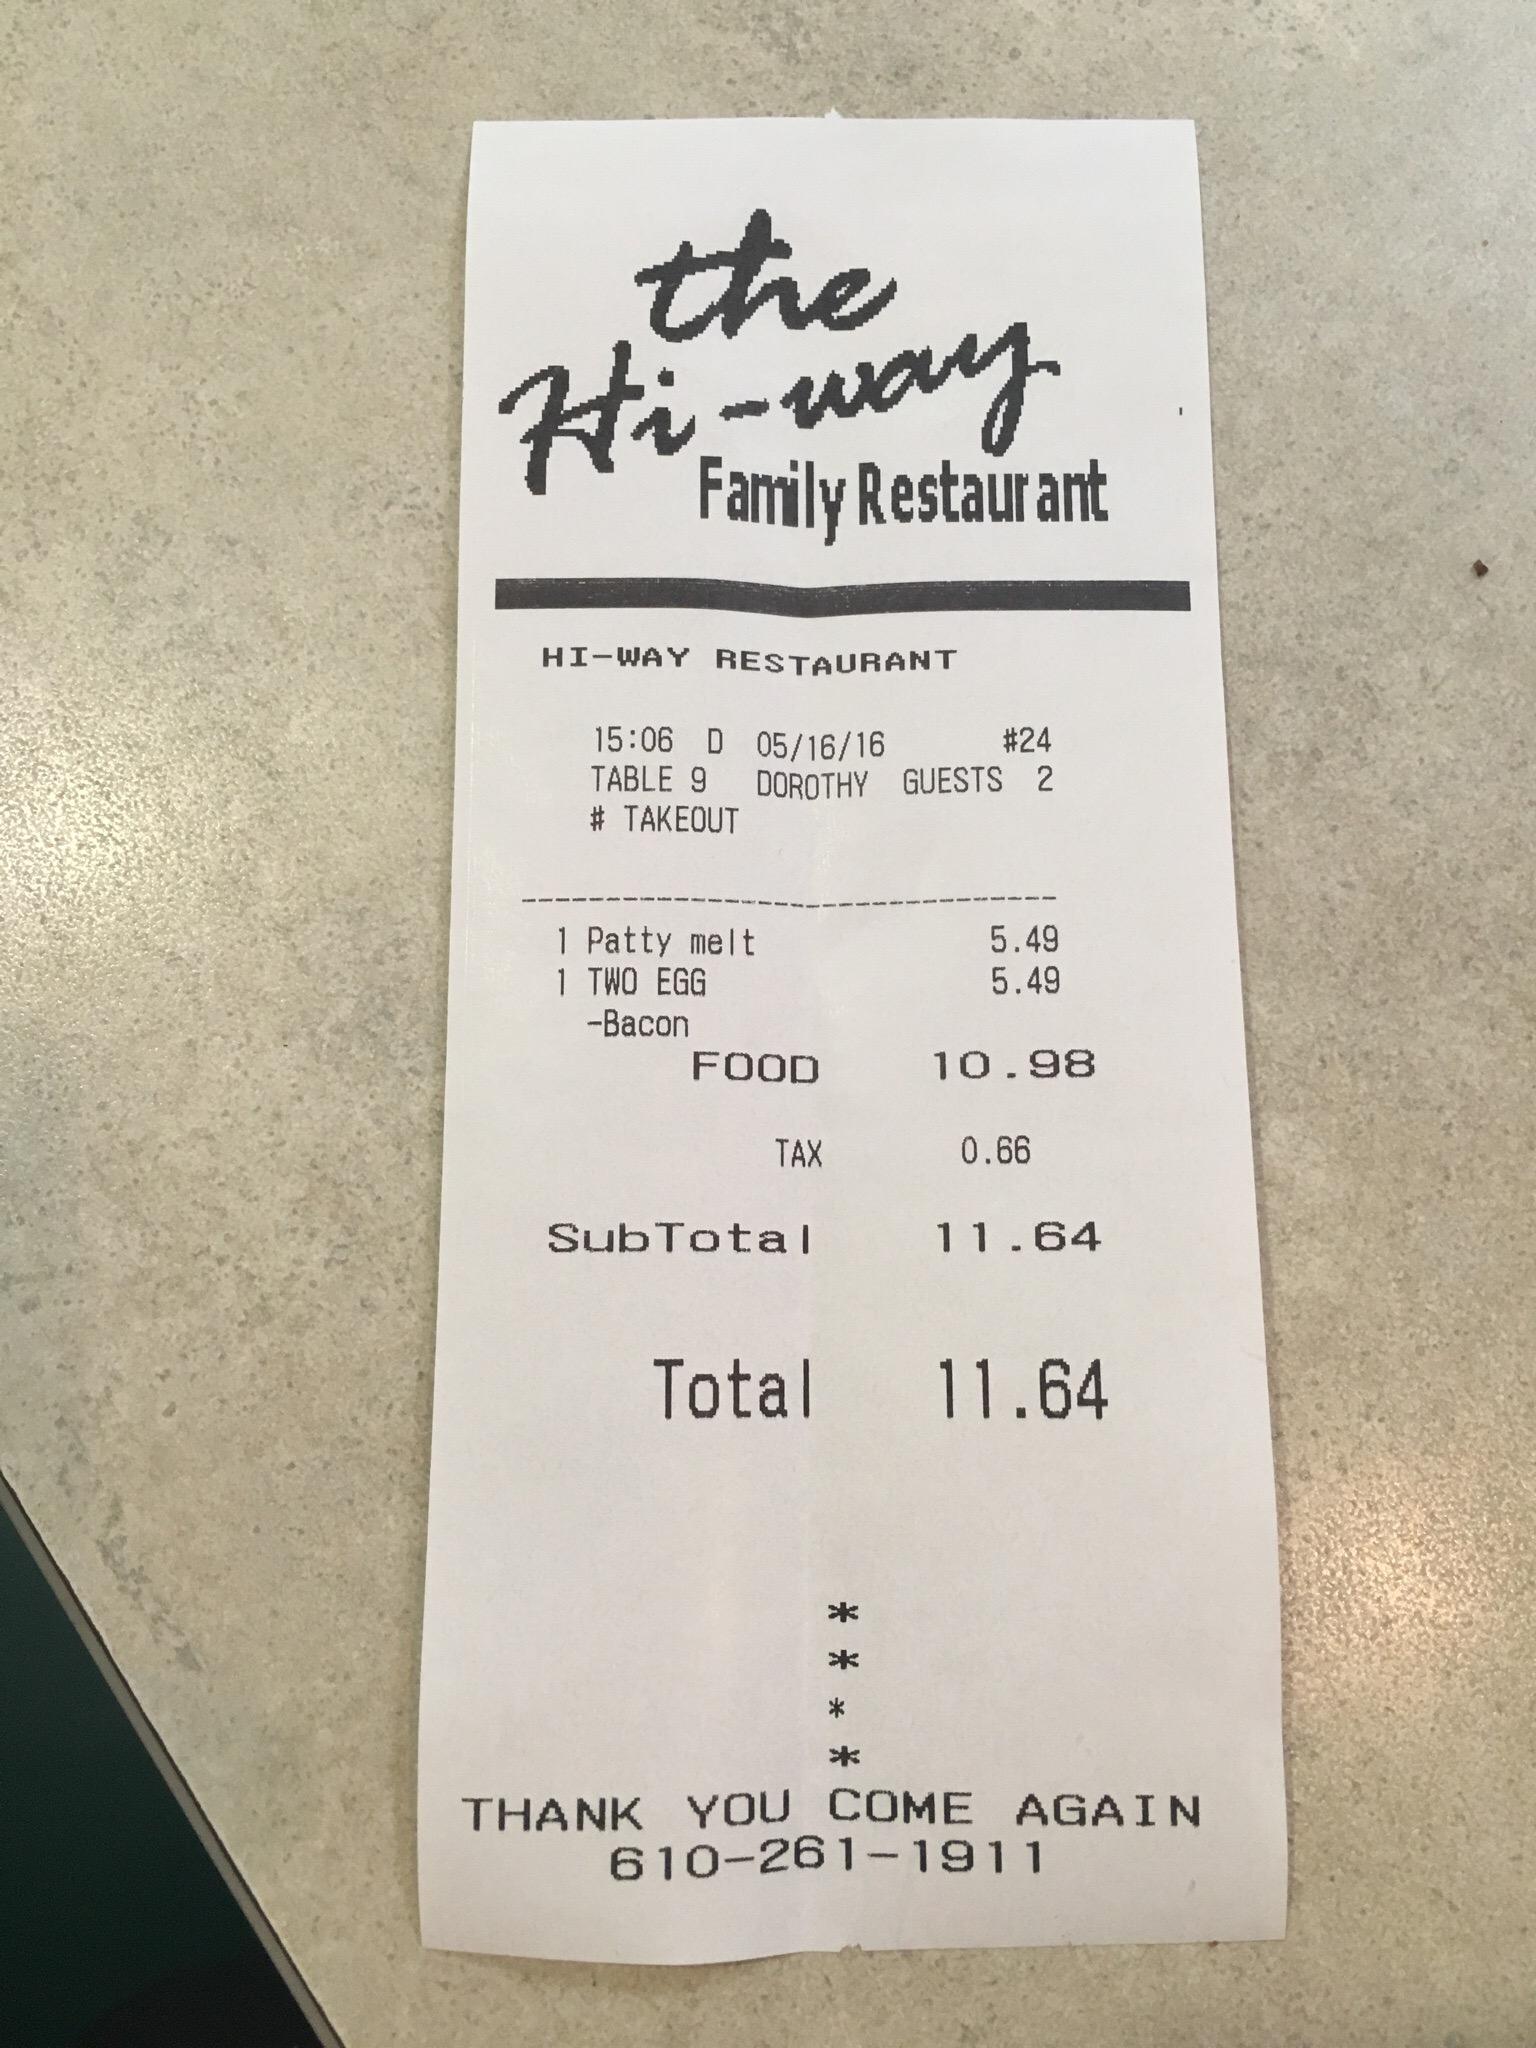 the
Hi-way
Family Restaurant
HI-WAY RESTAURANT
15:06 D 05/16/16 #24
TABLE 9 DOROTHY GUESTS 2
# TAKEOUT
--------------------------------
1 Patty melt 5.49
1 TWO EGG 5.49
-Bacon
FOOD 10.98
TAX 0.66
SubTotal 11.64
Total 11.64
*
*
*
*
THANK YOU COME AGAIN
610-261-1911